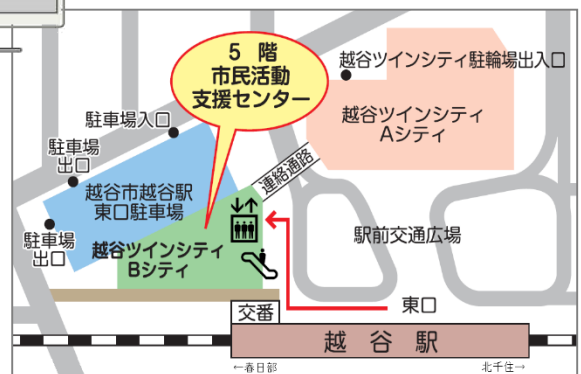 5 階
市民活動
支援センター
越谷ツインシティ駐輪場出入口
越谷ツインシティ
Aシティ
駐車場入口
駐車場
出口
越谷市越谷駅
東口駐車場
連絡通路
駐車場
出口
越谷ツインシティ
Bシティ
駅前交通広場
東口
交番
越 谷 駅
←春日部
北千住→